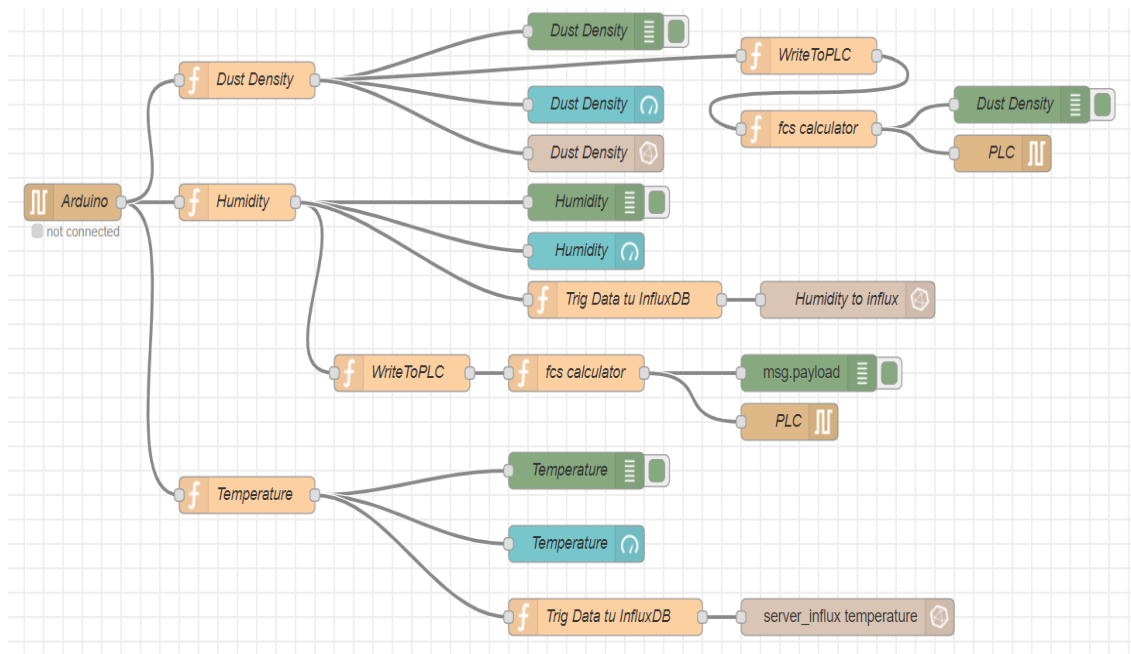 Dust Density
WriteToPLC
Dust Density
Dust Density
Dust Density
fcs calculator
Dust Density
PLC
Arduino
not connected
Humidity
Humidity
Humidity
Trig Data tu InfluxDB
Humidity to influx
WriteToPLC
fcs calculator
msg.payload
PLC
Temperature
Temperature
Temperature
Trig Data tu InfluxDB
server_influx temperature